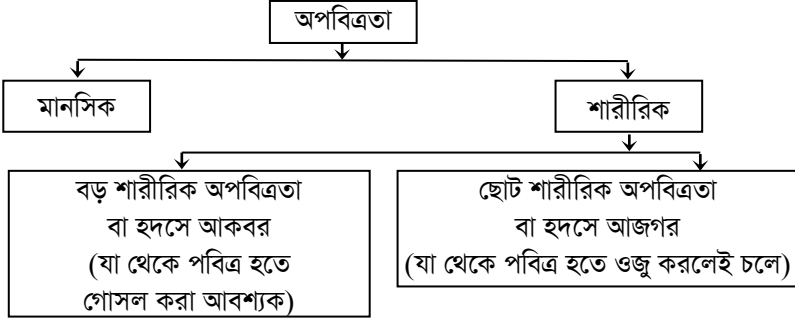 অপবিত্রতা
মানসিক
শারীরিক
বড় শারীরিক অপবিত্রতা
বা হদসে আকবর
(যা থেকে পবিত্র হতে
গোসল করা আবশ্যক)
ছোট শারীরিক অপবিত্রতা
বা হদসে আজগর
(যা থেকে পবিত্র হতে ওজু করলেই চলে)